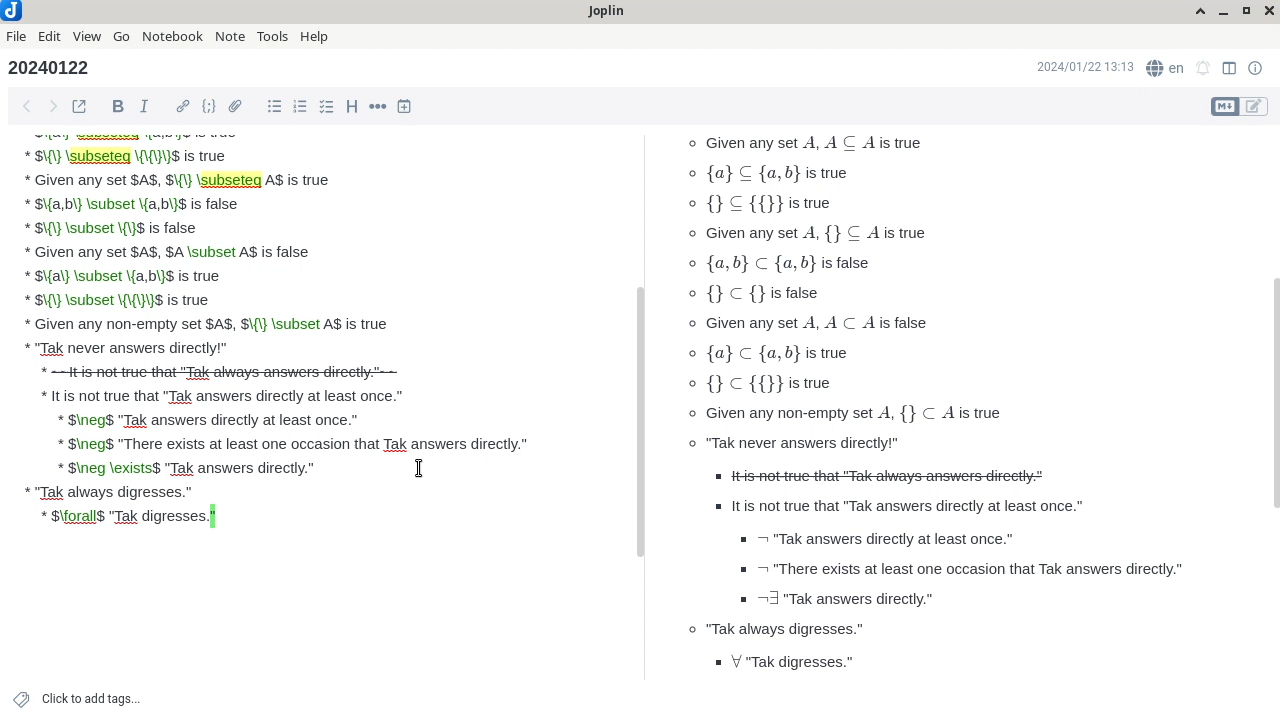 Joplin
File Edit View Go Notebook Note Tools Help
20240122
2024/01/22 13:13 en
B I H M
* $\{a\} \subseteq \{a,b\}$ is true
* $\{\} \subseteq \{\{\}\}$ is true
* Given any set $A$, $\{\} \subseteq A$ is true
* $\{a,b\} \subset \{a,b\}$ is false
* $\{\} \subset \{\}$ is false
* Given any set $A$, $A \subset A$ is false
* $\{a\} \subset \{a,b\}$ is true
* $\{\} \subset \{\{\}\}$ is true
* Given any non-empty set $A$, $\{\} \subset A$ is true
* "Tak never answers directly!"
* ~~It is not true that "Tak always answers directly."~~
* It is not true that "Tak answers directly at least once."
* $\neg$ "Tak answers directly at least once."
* $\neg$ "There exists at least one occasion that Tak answers directly."
* $\neg \exists$ "Tak answers directly."
* "Tak always digresses."
* $\forall$ "Tak digresses."
Given any set A, A ⊆ A is true
{a} ⊆ {a, b} is true
{} ⊆ {{}} is true
Given any set A, {} ⊆ A is true
{a, b} ⊂ {a, b} is false
{} ⊂ {} is false
Given any set A, A ⊂ A is false
{a} ⊂ {a, b} is true
{} ⊂ {{}} is true
Given any non-empty set A, {} ⊂ A is true
"Tak never answers directly!"
It is not true that "Tak always answers directly."
It is not true that "Tak answers directly at least once."
¬ "Tak answers directly at least once."
¬ "There exists at least one occasion that Tak answers directly."
¬∃ "Tak answers directly."
"Tak always digresses."
∀ "Tak digresses."
Click to add tags...